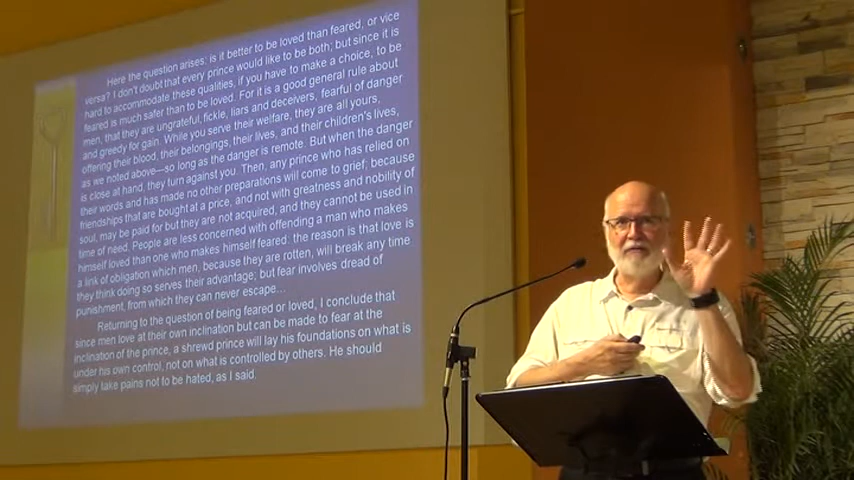 Here the question arises: is it better to be loved than feared, or vice
versa? I don't doubt that every prince would like to be both; but since it is
hard to accommodate these qualities, if you have to make a choice, to be
feared is much safer than to be loved. For it is a good general rule about
men, that they are ungrateful, fickle, liars and deceivers, fearful of danger
and greedy for gain. While you serve their welfare, they are all yours,
offering their blood, their belongings, their lives, and their children's lives,
as we noted above—so long as the danger is remote. But when the danger
is close at hand, they turn against you. Then, any prince who has relied on
their words and has made no other preparations will come to grief; because
friendships that are bought at a price, and not with greatness and nobility of
soul, may be paid for but they are not acquired, and they cannot be used in
time of need. People are less concerned with offending a man who makes
himself loved than one who makes himself feared: the reason is that love is
a link of obligation which men, because they are rotten, will break any time
they think doing so serves their advantage; but fear involves dread of
punishment, from which they can never escape...
Returning to the question of being feared or loved, I conclude that
since men love at their own inclination but can be made to fear at the
inclination of the prince, a shrewd prince will lay his foundations on what is
under his own control, not on what is controlled by others. He should
simply take pains not to be hated, as I said.